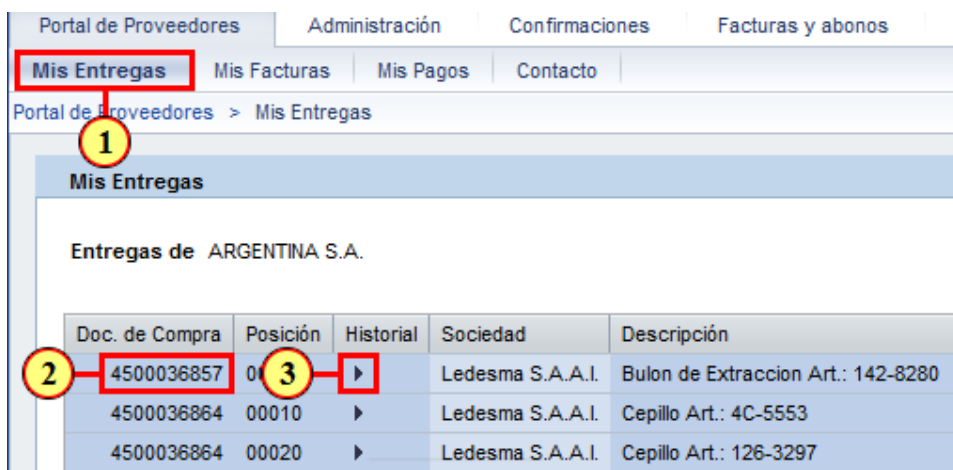 Portal de Proveedores Administración Confirmaciones Facturas y abonos
Mis Entregas Mis Facturas Mis Pagos Contacto
Portal de Proveedores > Mis Entregas
1
Mis Entregas
Entregas de ARGENTINA S.A.
Doc. de Compra Posición Historial Sociedad Descripción
2 4500036857 3 Ledesma S.A.A.I. Bulon de Extraccion Art.: 142-8280
4500036864 00010 Ledesma S.A.A.I. Cepillo Art.: 4C-5553
4500036864 00020 Ledesma S.A.A.I. Cepillo Art.: 126-3297